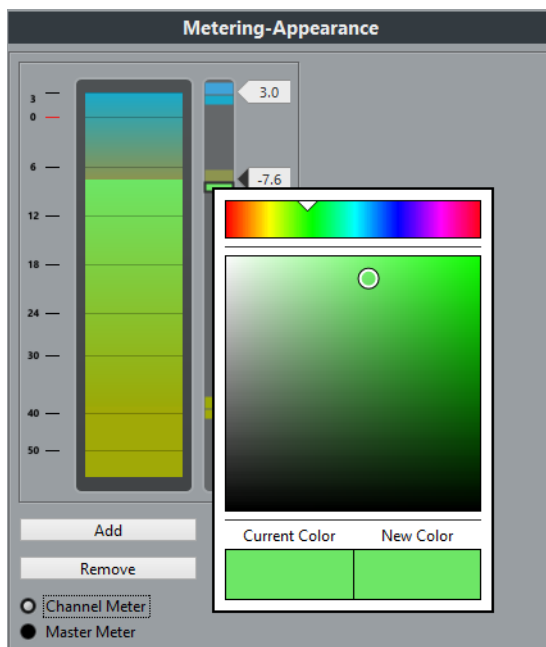 Metering-Appearance
3
0
6
12
18
24
30
40
50
3.0
-7.6
Current Color
New Color
Add
Remove
Channel Meter
Master Meter